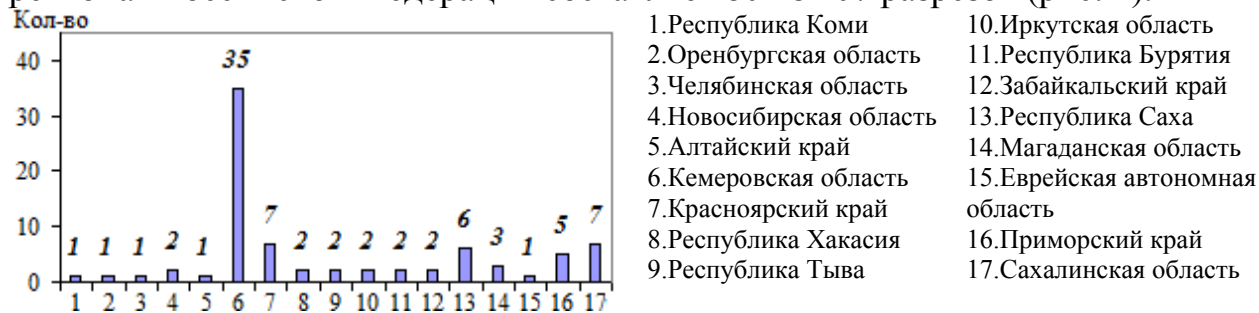 Кол-во
40
30
20
10
0
1 1 1 2 1 35 7 2 2 2 2 2 6 3 1 5 7
1 2 3 4 5 6 7 8 9 10 11 12 13 14 15 16 17
1.Республика Коми
2.Оренбургская область
3.Челябинская область
4.Новосибирская область
5.Алтайский край
6.Кемеровская область
7.Красноярский край
8.Республика Хакасия
9.Республика Тыва
10.Иркутская область
11.Республика Бурятия
12.Забайкальский край
13.Республика Саха
14.Магаданская область
15.Еврейская автономная
область
16.Приморский край
17.Сахалинская область